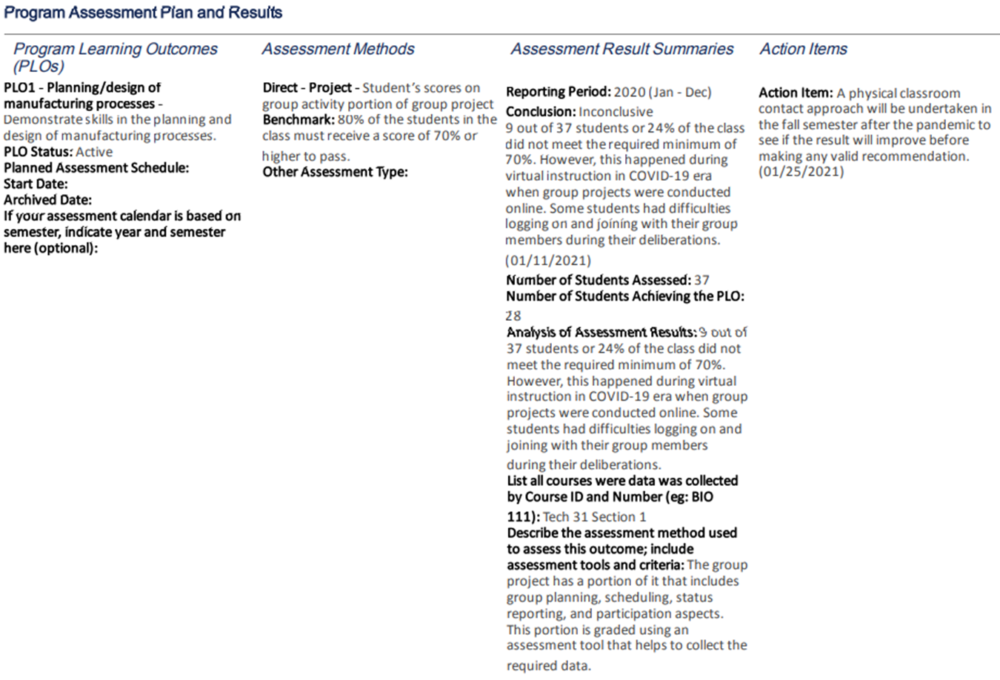 Program Assessment Plan and Results
Program Learning Outcomes
(PLOs)
Assessment Methods
Assessment Result Summaries
Action Items
PLO1 - Planning/design of
manufacturing processes -
Demonstrate skills in the planning and
design of manufacturing processes.
PLO Status: Active
Planned Assessment Schedule:
Start Date:
Archived Date:
If your assessment calendar is based on
semester, indicate year and semester
here (optional):
Direct - Project - Student's scores on
group activity portion of group project
Benchmark: 80% of the students in the
class must receive a score of 70% or
higher to pass.
Other Assessment Type:
Reporting Period: 2020 (Jan - Dec)
Conclusion: Inconclusive
9 out of 37 students or 24% of the class
did not meet the required minimum of
70%. However, this happened during
virtual instruction in COVID-19 era
when group projects were conducted
online. Some students had difficulties
logging on and joining with their group
members during their deliberations.
(01/11/2021)
Number of Students Assessed: 37
Number of Students Achieving the PLO:
28
Analysis of Assessment Results: 9 out of
37 students or 24% of the class did not
meet the required minimum of 70%.
However, this happened during virtual
instruction in COVID-19 era when group
projects were conducted online. Some
students had difficulties logging on and
joining with their group members
during their deliberations.
List all courses were data was collected
by Course ID and Number (eg: BIO
111): Tech 31 Section 1
Describe the assessment method used
to assess this outcome; include
assessment tools and criteria: The group
project has a portion of it that includes
group planning, scheduling, status
reporting, and participation aspects.
This portion is graded using an
assessment tool that helps to collect the
required data.
Action Item: A physical classroom
contact approach will be undertaken in
the fall semester after the pandemic to
see if the result will improve before
making any valid recommendation.
(01/25/2021)